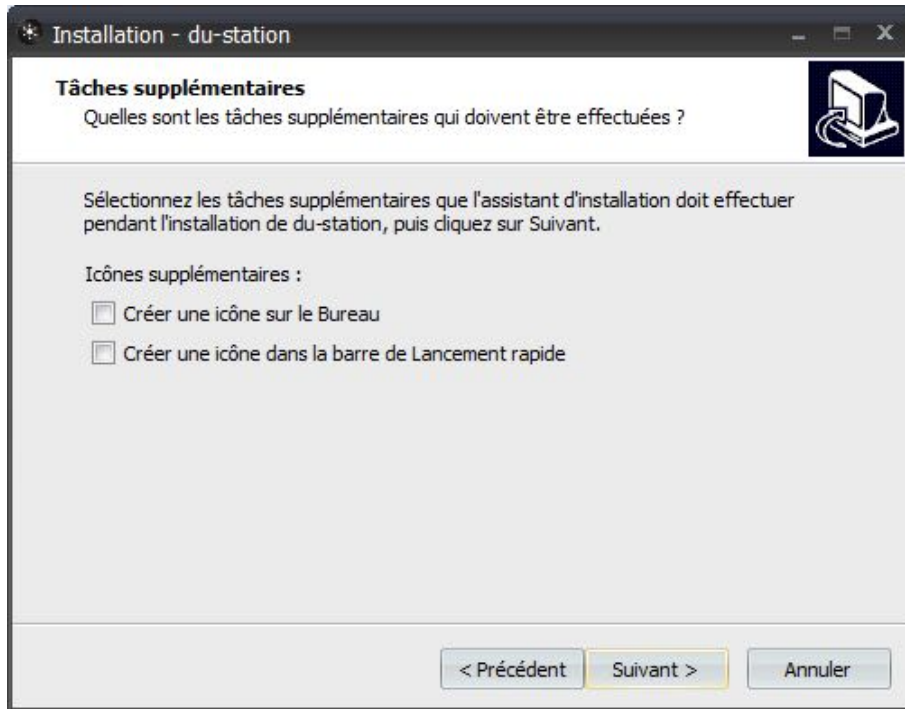 Installation - du-station
Tâches supplémentaires
Quelles sont les tâches supplémentaires qui doivent être effectuées ?
Sélectionnez les tâches supplémentaires que l'assistant d'installation doit effectuer
pendant l'installation de du-station, puis cliquez sur Suivant.
Icônes supplémentaires :
Créer une icône sur le Bureau
Créer une icône dans la barre de Lancement rapide
< Précédent Suivant > Annuler